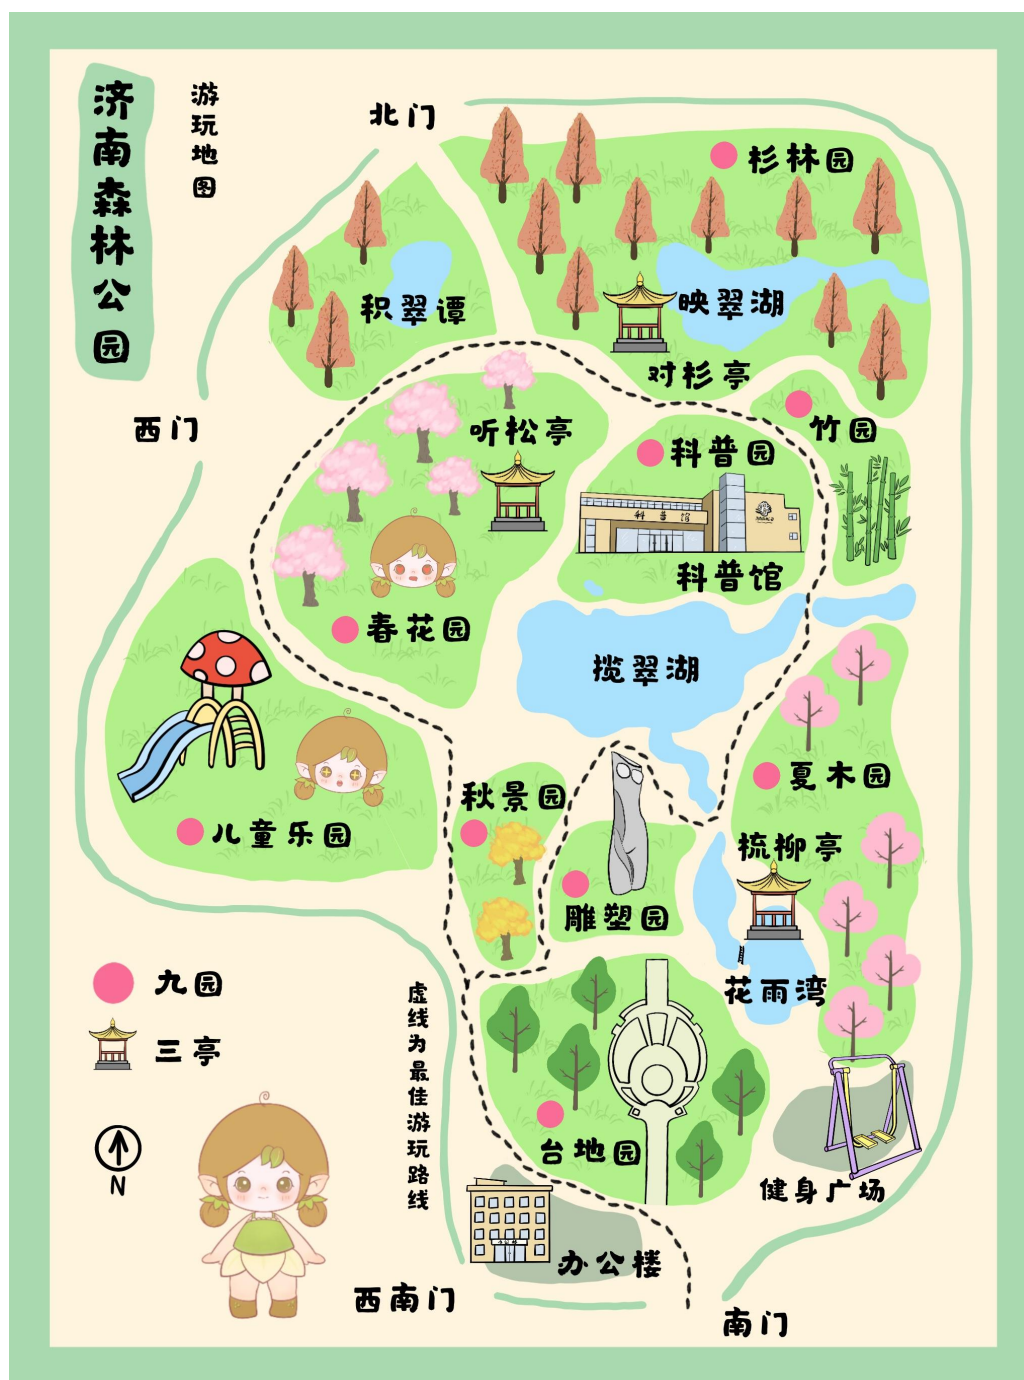 济南森林公园
游玩地图
北门
杉林园
积翠谭
映翠湖
对杉亭
西门
听松亭
科普园
竹园
科普馆
科普馆
春花园
揽翠湖
夏木园
秋景园
儿童乐园
梳柳亭
雕塑园
九园
花雨湾
三亭
虚线为最佳游玩路线
台地园
N
健身广场
办公楼
西南门
南门